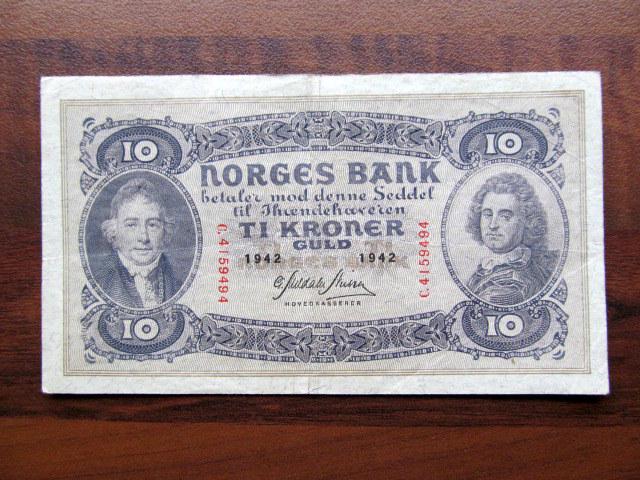 10 10
NORGES BANK
betaler mod denne Seddel
til Ihændehaveren
TI KRONER
GULD
1942 1942
C.4159494 C.4159494
HOVEDKASSERER
10 10